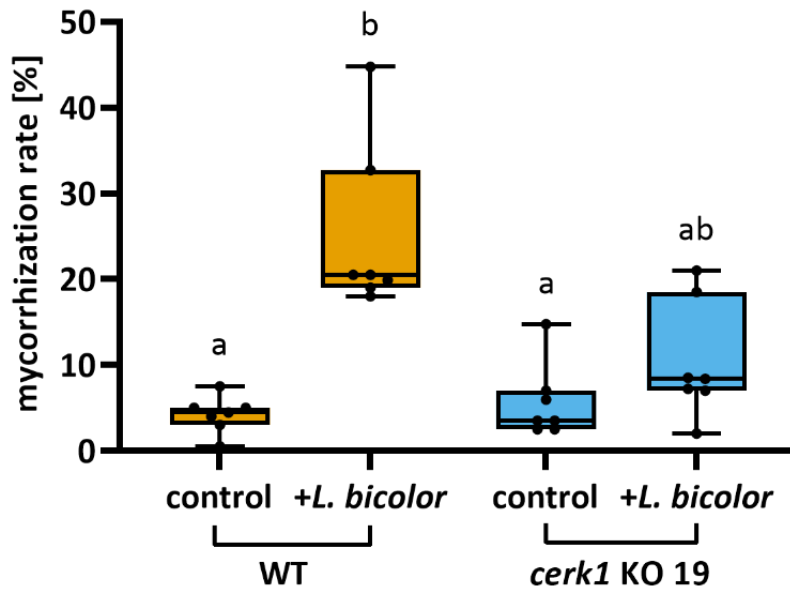 mycorrhization rate [%]
50
40
30
20
10
0
a
b
a
ab
control +L. bicolor control +L. bicolor
WT cerk1 KO 19